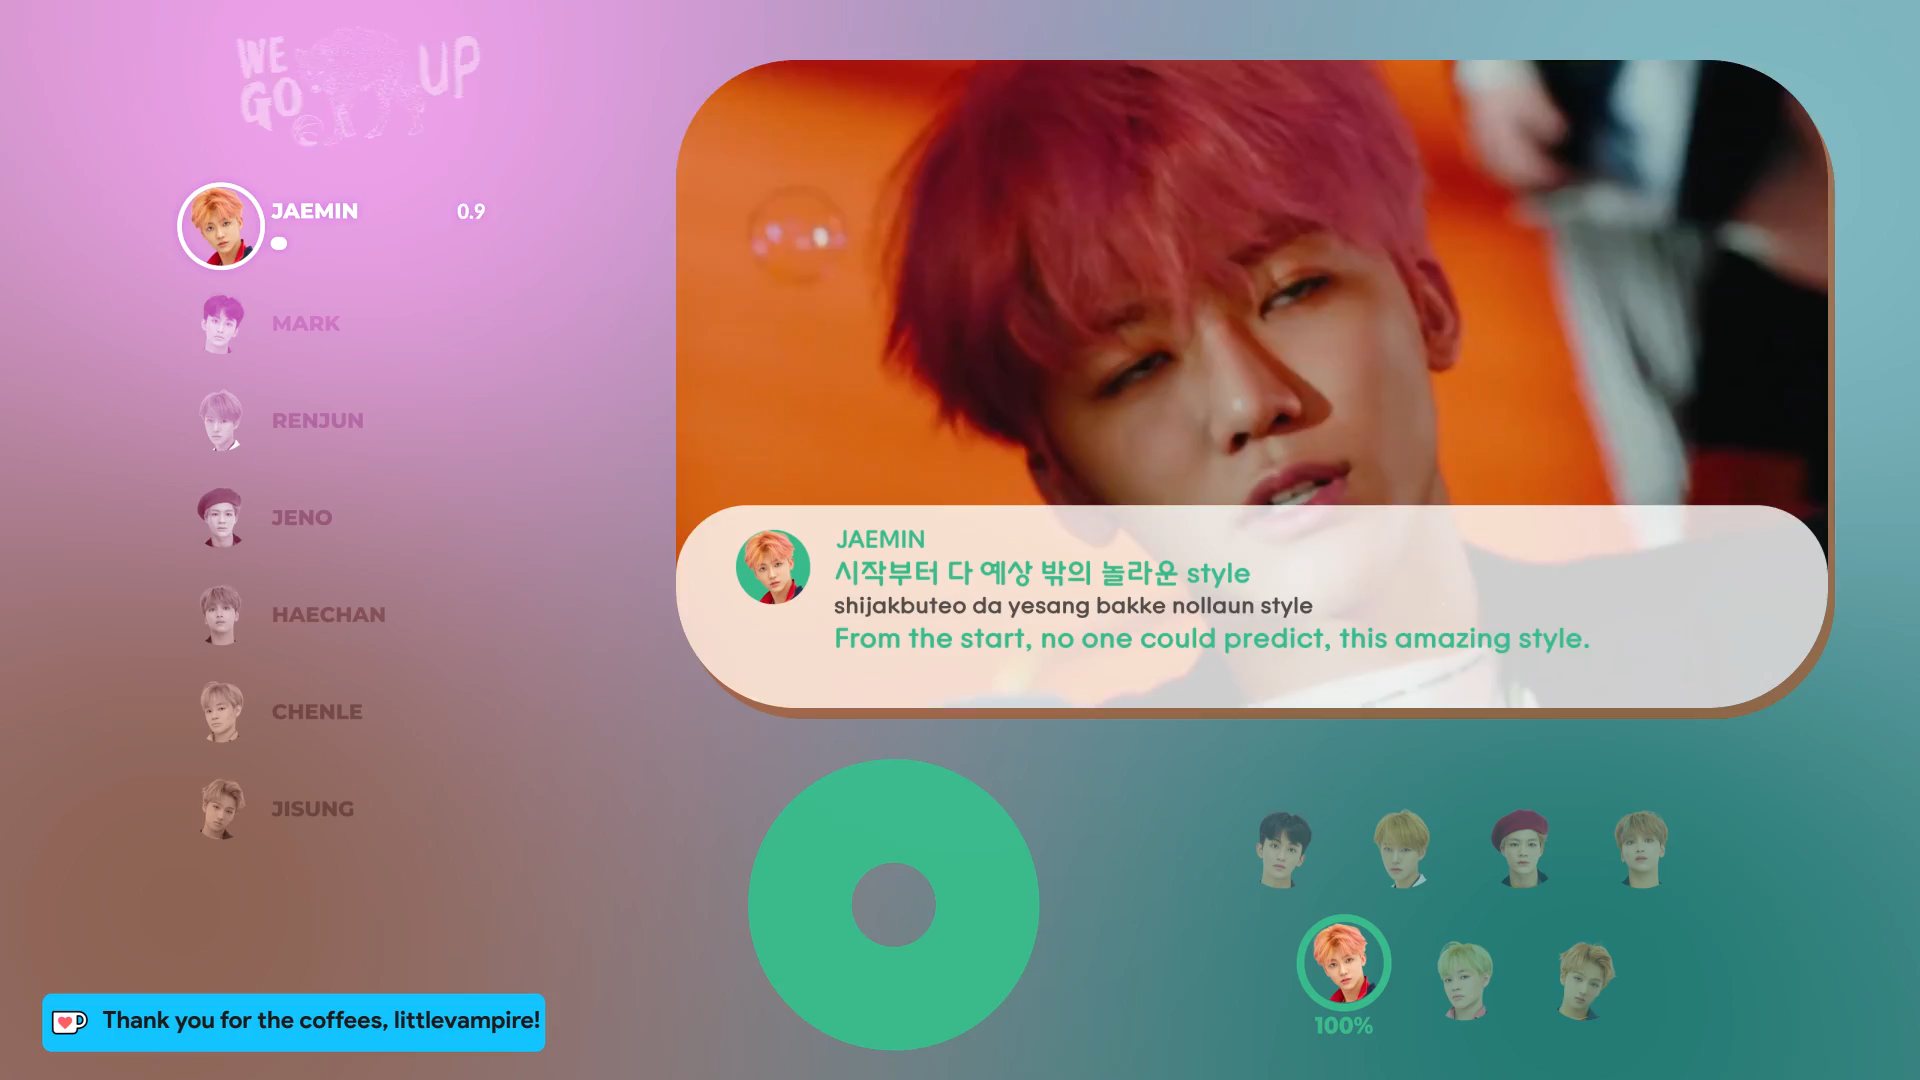 WE GO UP
JAEMIN 0.9
MARK
RENJUN
JENO
HAECHAN
CHENLE
JISUNG
JAEMIN
시작부터 다 예상 밖의 놀라운 style
shijakbuteo da yesang bakke nollaun style
From the start, no one could predict, this amazing style.
100%
Thank you for the coffees, littlevampire!